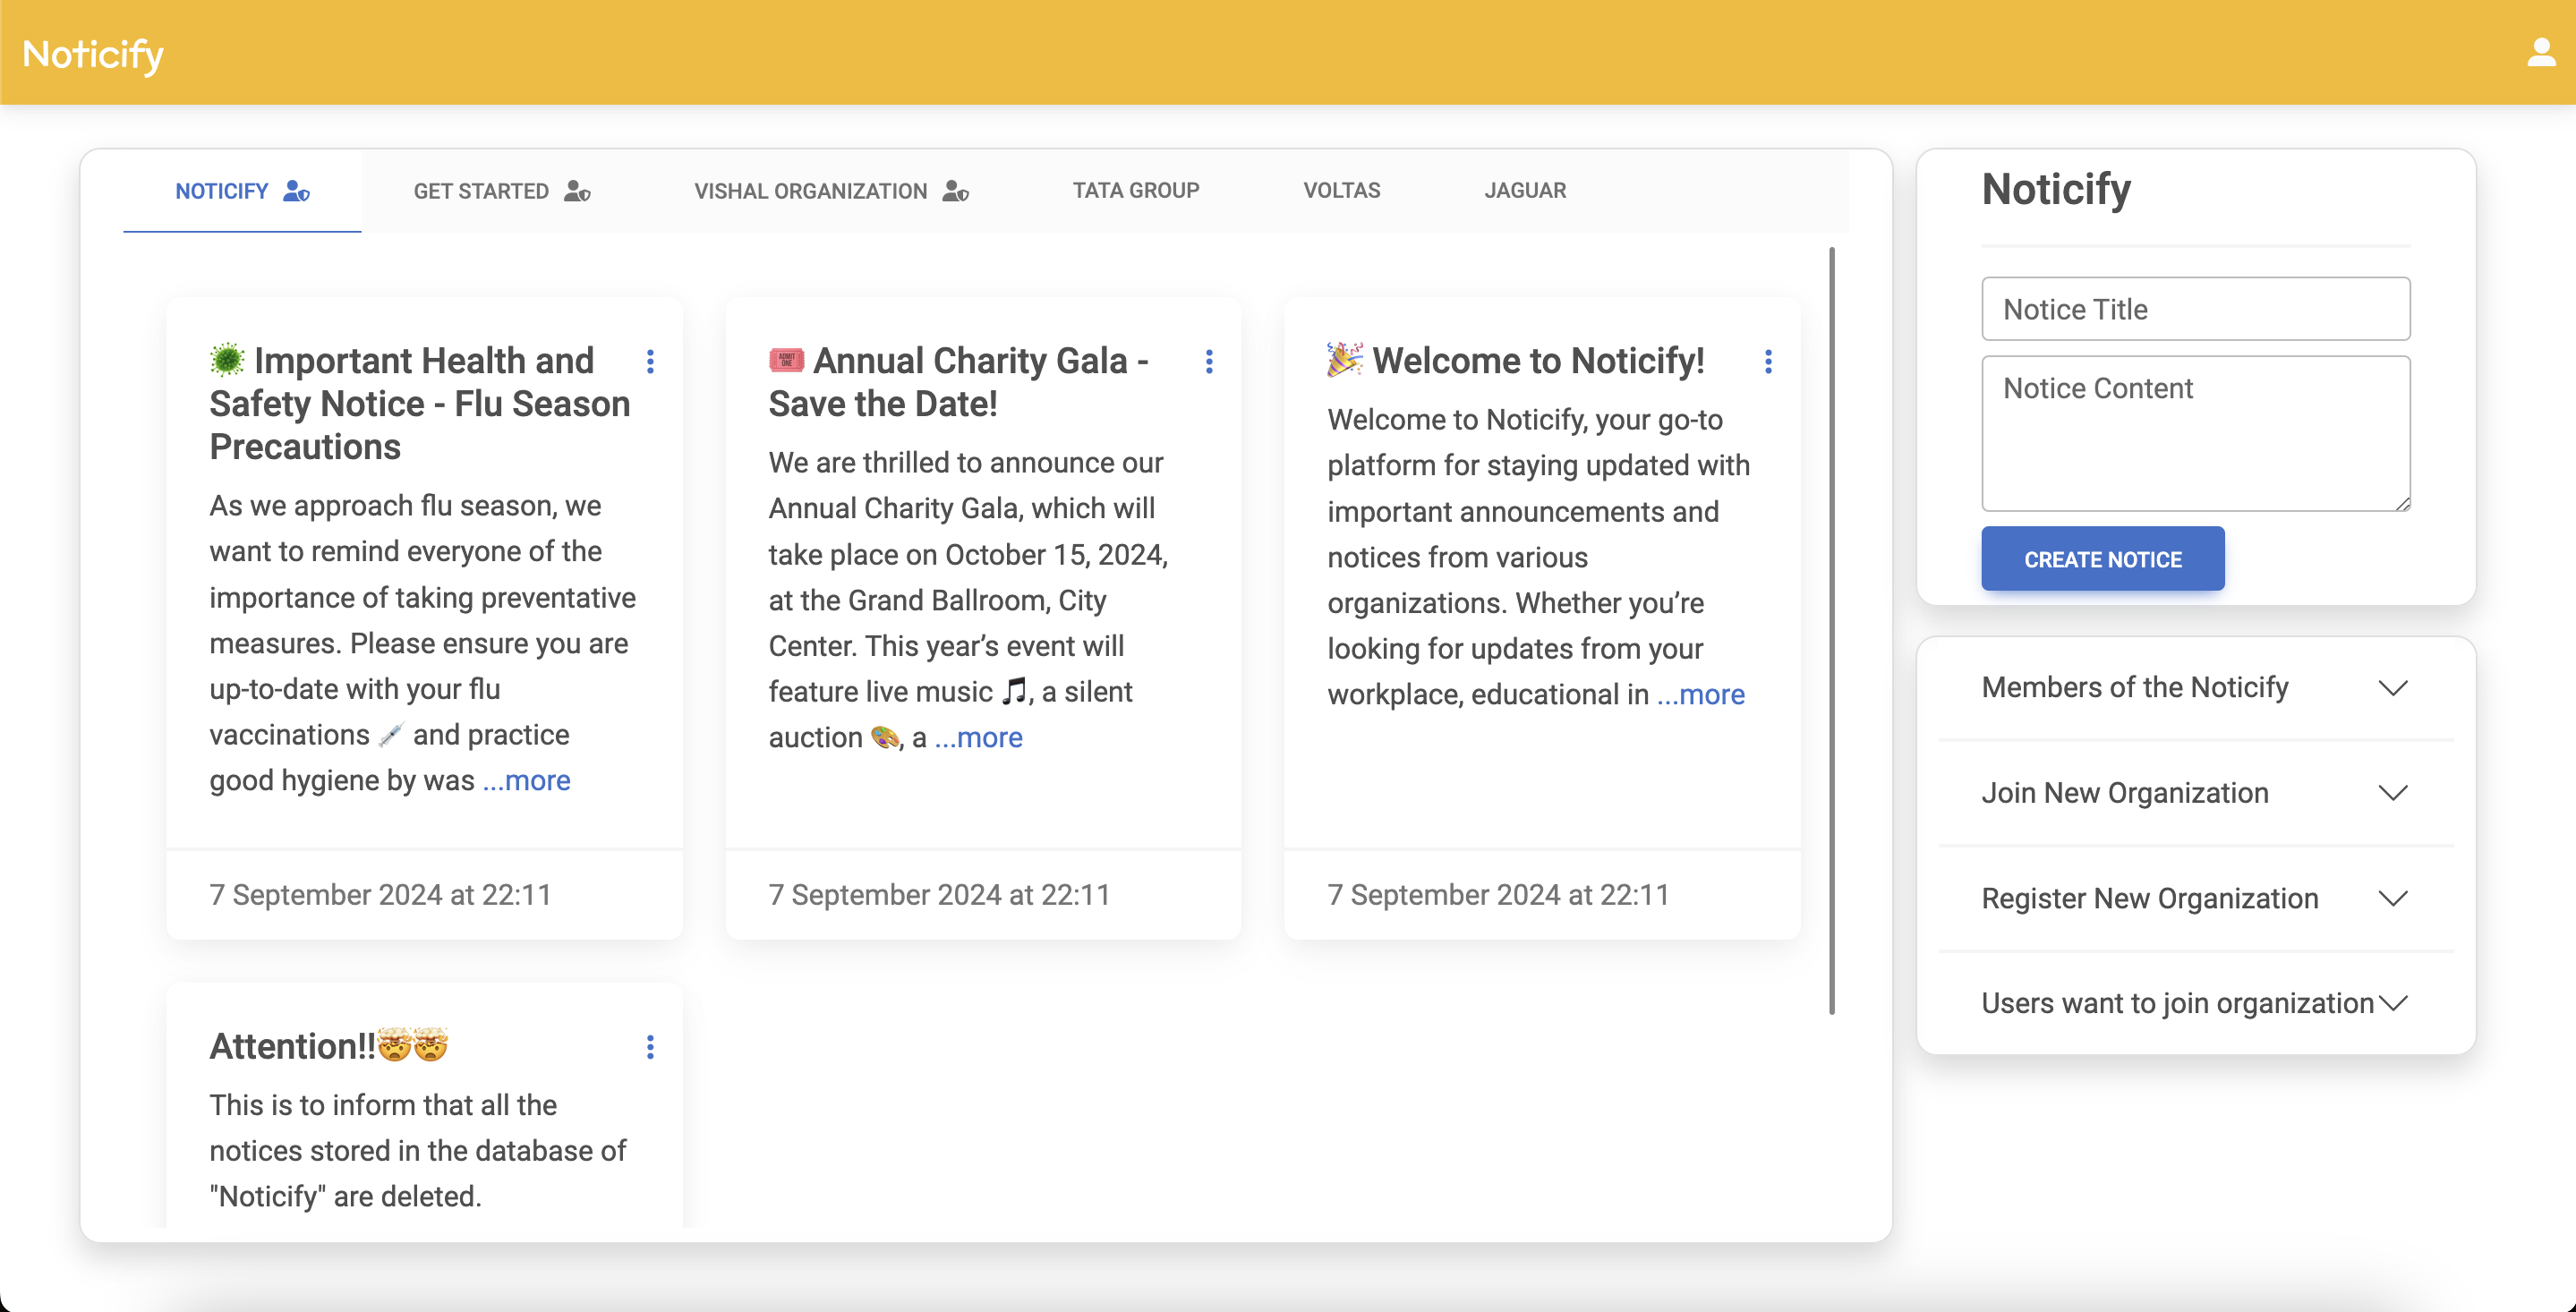 Noticify
NOTICIFY
GET STARTED
VISHAL ORGANIZATION
TATA GROUP
VOLTAS
JAGUAR
🦠 Important Health and
Safety Notice - Flu Season
Precautions
As we approach flu season, we
want to remind everyone of the
importance of taking preventative
measures. Please ensure you are
up-to-date with your flu
vaccinations 💉 and practice
good hygiene by was ...more
7 September 2024 at 22:11
🎟️ Annual Charity Gala -
Save the Date!
We are thrilled to announce our
Annual Charity Gala, which will
take place on October 15, 2024,
at the Grand Ballroom, City
Center. This year’s event will
feature live music 🎵, a silent
auction 🎨, a ...more
7 September 2024 at 22:11
🎉 Welcome to Noticify!
Welcome to Noticify, your go-to
platform for staying updated with
important announcements and
notices from various
organizations. Whether you’re
looking for updates from your
workplace, educational in ...more
7 September 2024 at 22:11
Attention!!🤯🤯
This is to inform that all the
notices stored in the database of
"Noticify" are deleted.
Noticify
Notice Title
Notice Content
CREATE NOTICE
Members of the Noticify
Join New Organization
Register New Organization
Users want to join organization